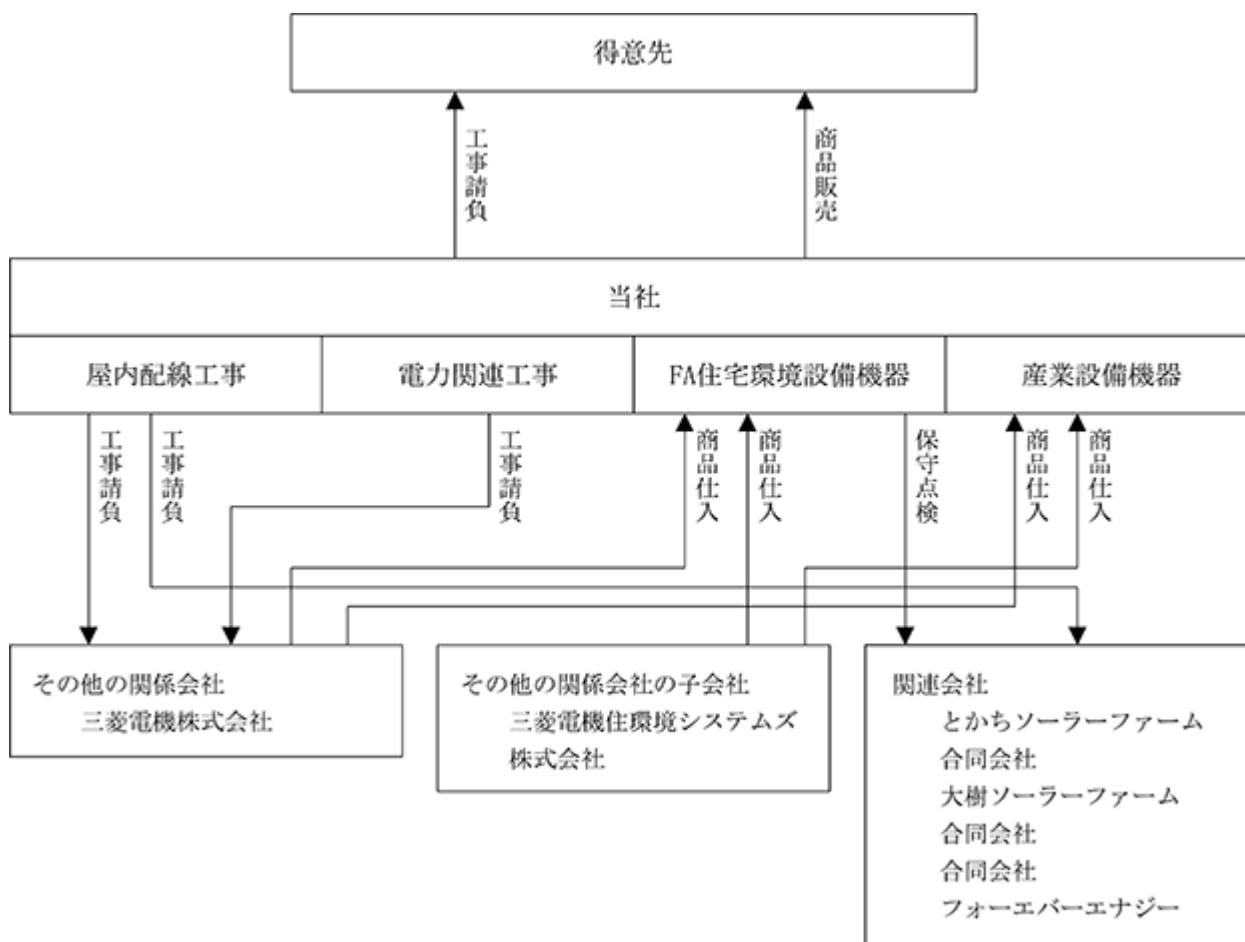 得意先
工事請負
商品販売
当社
屋内配線工事
電力関連工事
FA住宅環境設備機器
産業設備機器
工事請負
工事請負
工事請負
商品仕入
商品仕入
保守点検
商品仕入
商品仕入
その他の関係会社
三菱電機株式会社
その他の関係会社の子会社
三菱電機住環境システムズ
株式会社
関連会社
とかちソーラーファーム
合同会社
大樹ソーラーファーム
合同会社
合同会社
フォーエバーエナジー